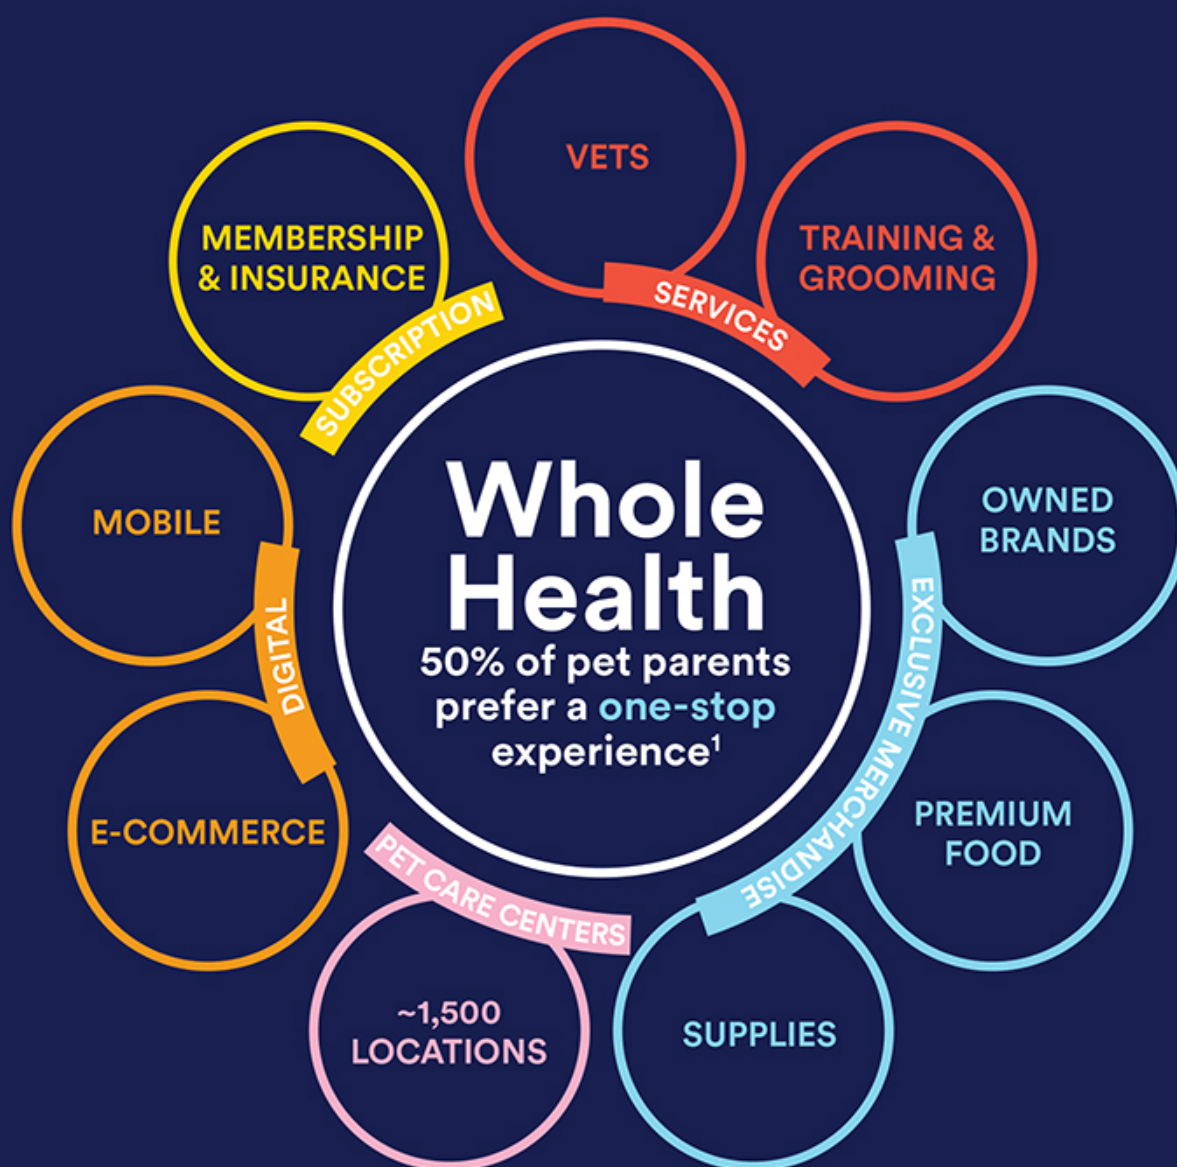 VETS
TRAINING &
GROOMING
SERVICES
OWNED
BRANDS
PREMIUM
FOOD
SUPPLIES
EXCLUSIVE MERCHANDISE
~1,500
LOCATIONS
PET CARE CENTERS
E-COMMERCE
MOBILE
DIGITAL
MEMBERSHIP
& INSURANCE
SUBSCRIPTION
Whole
Health
50% of pet parents
prefer a one-stop
experience¹